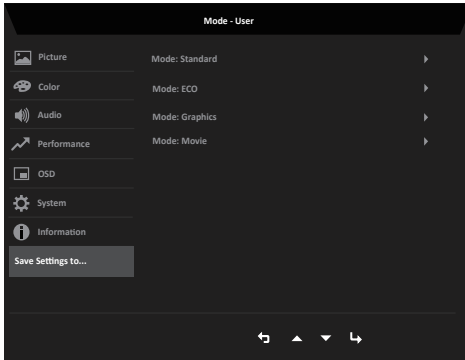 Mode - User
Picture
Color
Audio
Performance
OSD
System
Information
Save Settings to...
Mode: Standard
Mode: ECO
Mode: Graphics
Mode: Movie